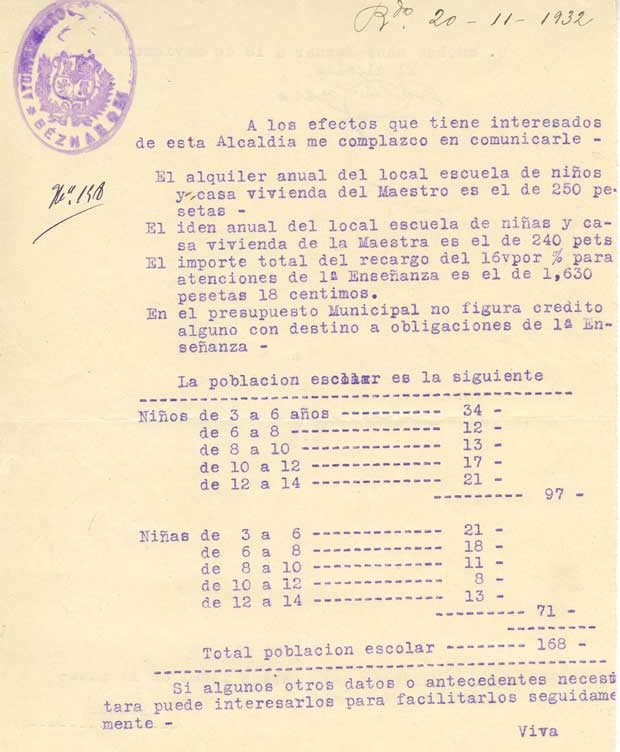 Rdo. 20 - 11 - 1932
AYUNTAMIENTO
BÉZNAR
A los efectos que tiene interesados
de esta Alcaldia me complazco en comunicarle -
Nº. 148
El alquiler anual del local escuela de niños
y casa vivienda del Maestro es el de 250 pe-
setas -
El iden anual del local escuela de niñas y ca-
sa vivienda de la Maestra es el de 240 pets
El importe total del recargo del 16vpor % para
atenciones de 1ª Enseñanza es el de 1,630
pesetas 18 centimos.
En el presupuesto Municipal no figura credito
alguno con destino a obligaciones de 1ª En-
señanza -
La poblacion escolar es la siguiente
Niños de 3 a 6 años ---------- 34 -
de 6 a 8 --------------- 12 -
de 8 a 10 -------------- 13 -
de 10 a 12 ------------- 17 -
de 12 a 14 ------------- 21 -
--------- 97 -
Niñas de 3 a 6 ------------- 21 -
de 6 a 8 ------------- 18 -
de 8 a 10 ------------- 11 -
de 10 a 12 ------------- 8 -
de 12 a 14 ------------- 13 -
--------- 71 -
Total poblacion escolar -------- 168 -
Si algunos otros datos o antedentes necesi
tara puede interesarlos para facilitarlos seguidame
mente -
Viva